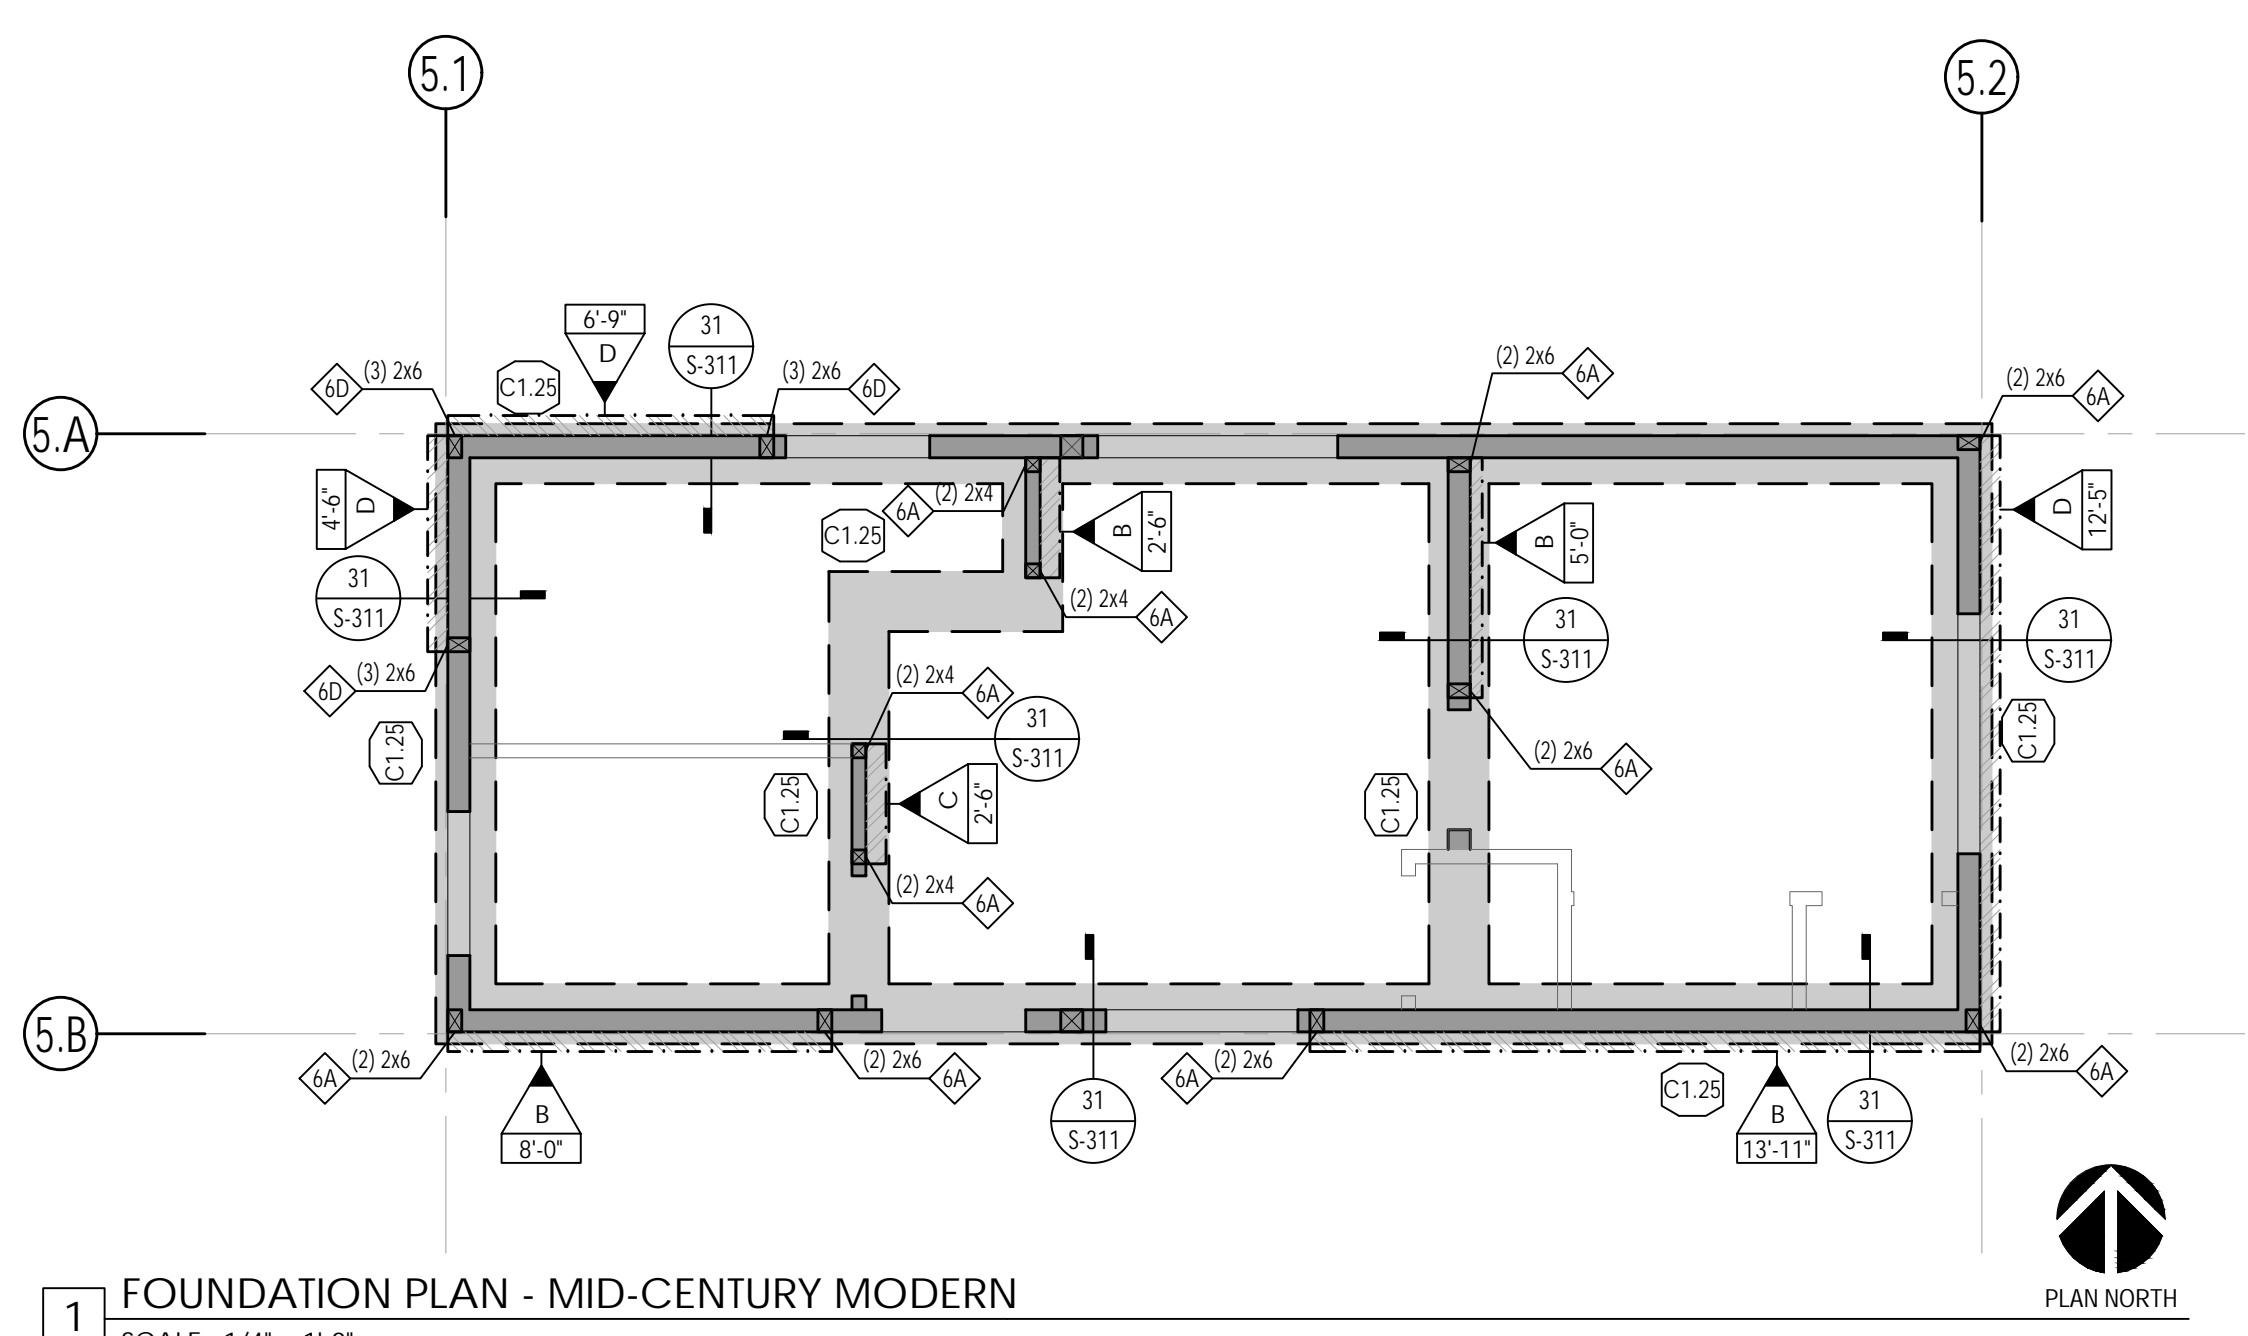 5.1
5.2
6'-9"
D
31
S-311
(3) 2x6
6D
C1.25
(3) 2x6
6D
(2) 2x6
6A
(2) 2x6
6A
5.A
4'-6"
D
(2) 2x4
6A
C1.25
B
2'-6"
B
5'-0"
D
12'-5"
31
S-311
(2) 2x4
6A
31
S-311
31
S-311
(3) 2x6
6D
(2) 2x4
6A
31
S-311
C1.25
C1.25
(2) 2x6
6A
C1.25
C
2'-6"
C1.25
(2) 2x4
6A
5.B
(2) 2x6
6A
(2) 2x6
6A
(2) 2x6
6A
(2) 2x6
6A
B
8'-0"
31
S-311
C1.25
B
13'-11"
31
S-311
PLAN NORTH
1
FOUNDATION PLAN - MID-CENTURY MODERN